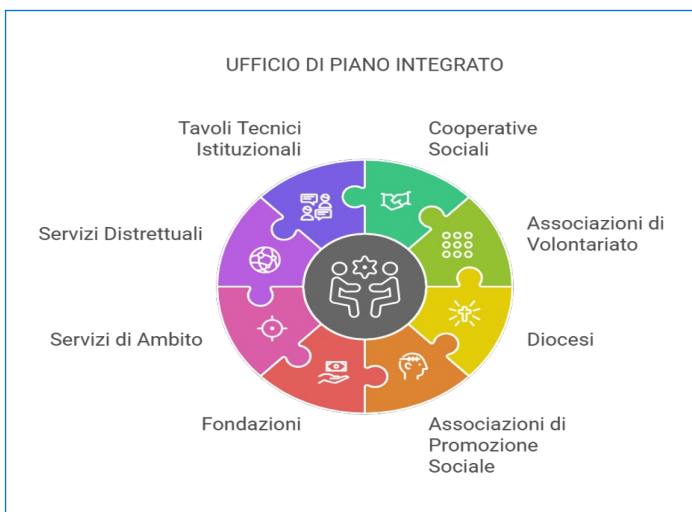 UFFICIO DI PIANO INTEGRATO
Tavoli Tecnici
Istituzionali
Cooperative
Sociali
Servizi Distrettuali
Associazioni di
Volontariato
Servizi di Ambito
Diocesi
Fondazioni
Associazioni di
Promozione
Sociale